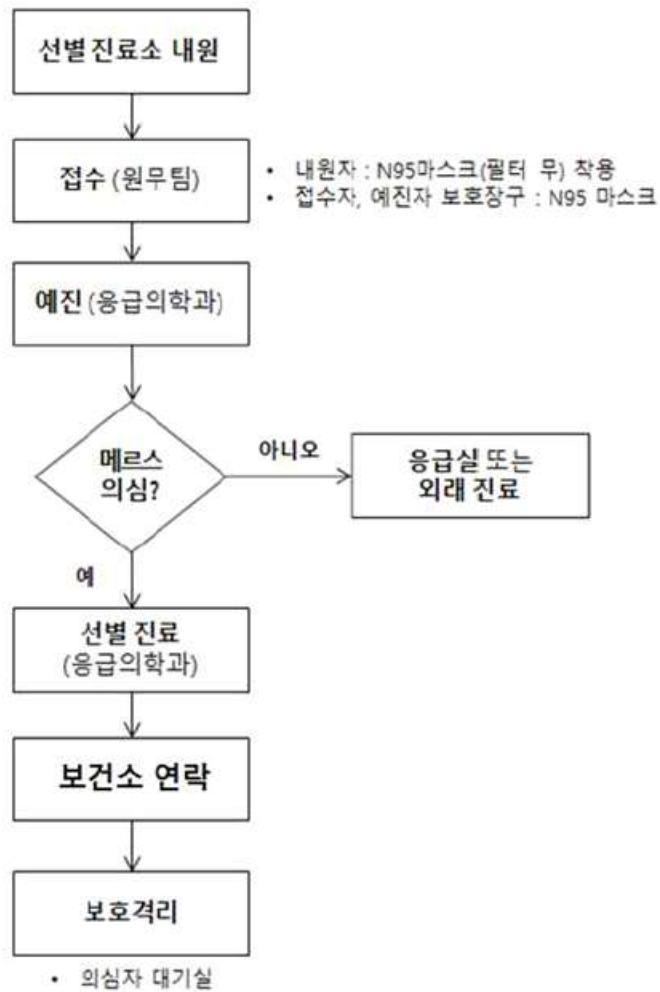 선별 진료소 내원
접수 (원무팀)
• 내원자 : N95마스크(필터 무) 착용
• 접수자, 예진자 보호장구 : N95 마스크
예진 (응급의학과)
메르스
의심?
아니오
응급실 또는
외래 진료
예
선별 진료
(응급의학과)
보건소 연락
보호격리
• 의심자 대기실